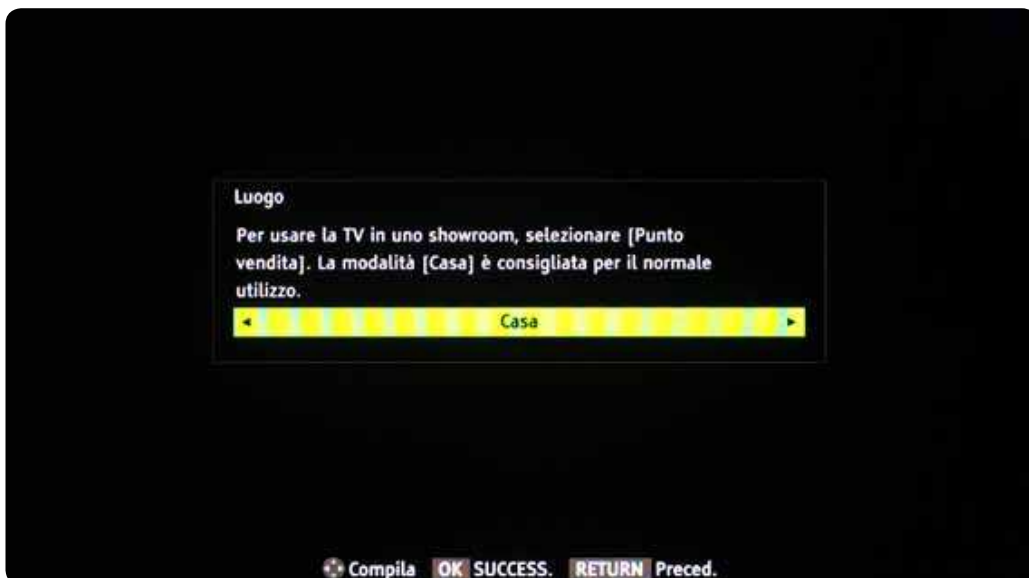 Luogo
Per usare la TV in uno showroom, selezionare [Punto
vendita]. La modalità [Casa] è consigliata per il normale
utilizzo.
Casa
Compila OK SUCCESS. RETURN Preced.